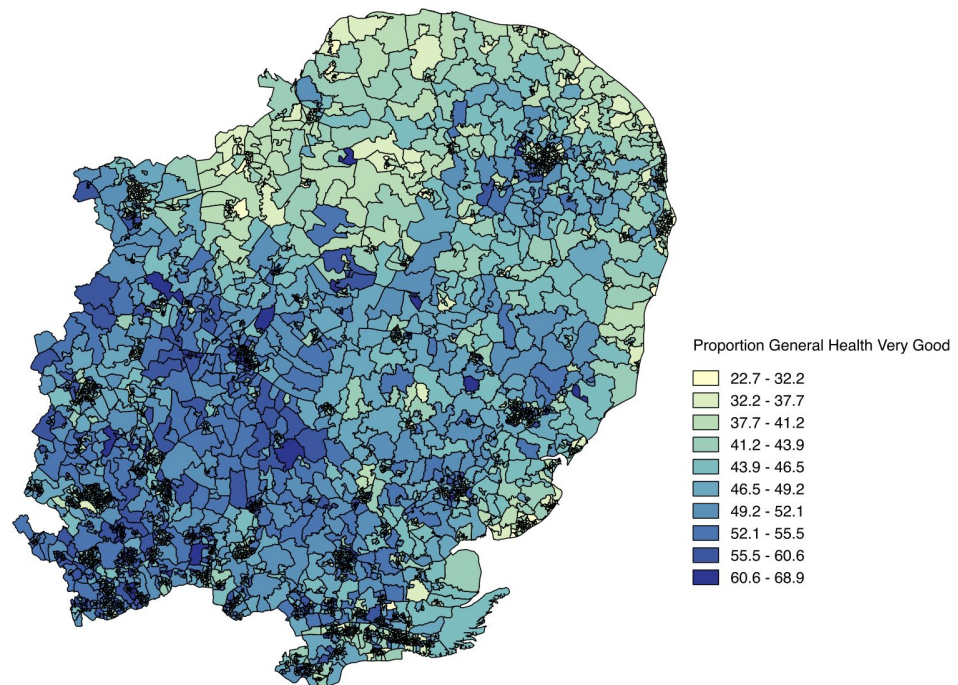 Proportion General Health Very Good
22.7 - 32.2
32.2 - 37.7
37.7 - 41.2
41.2 - 43.9
43.9 - 46.5
46.5 - 49.2
49.2 - 52.1
52.1 - 55.5
55.5 - 60.6
60.6 - 68.9